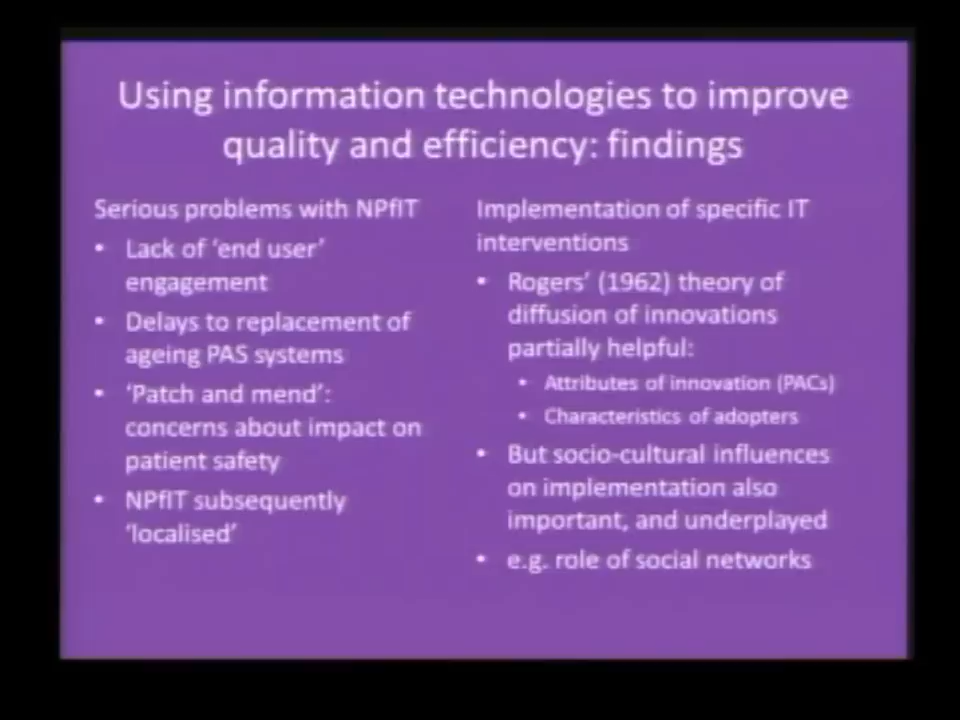 Using information technologies to improve
quality and efficiency: findings
Serious problems with NPfIT
• Lack of ‘end user’
engagement
• Delays to replacement of
ageing PAS systems
• ‘Patch and mend’:
concerns about impact on
patient safety
• NPfIT subsequently
‘localised’
Implementation of specific IT
interventions
• Rogers’ (1962) theory of
diffusion of innovations
partially helpful:
• Attributes of innovation (PACs)
• Characteristics of adopters
• But socio-cultural influences
on implementation also
important, and underplayed
• e.g. role of social networks